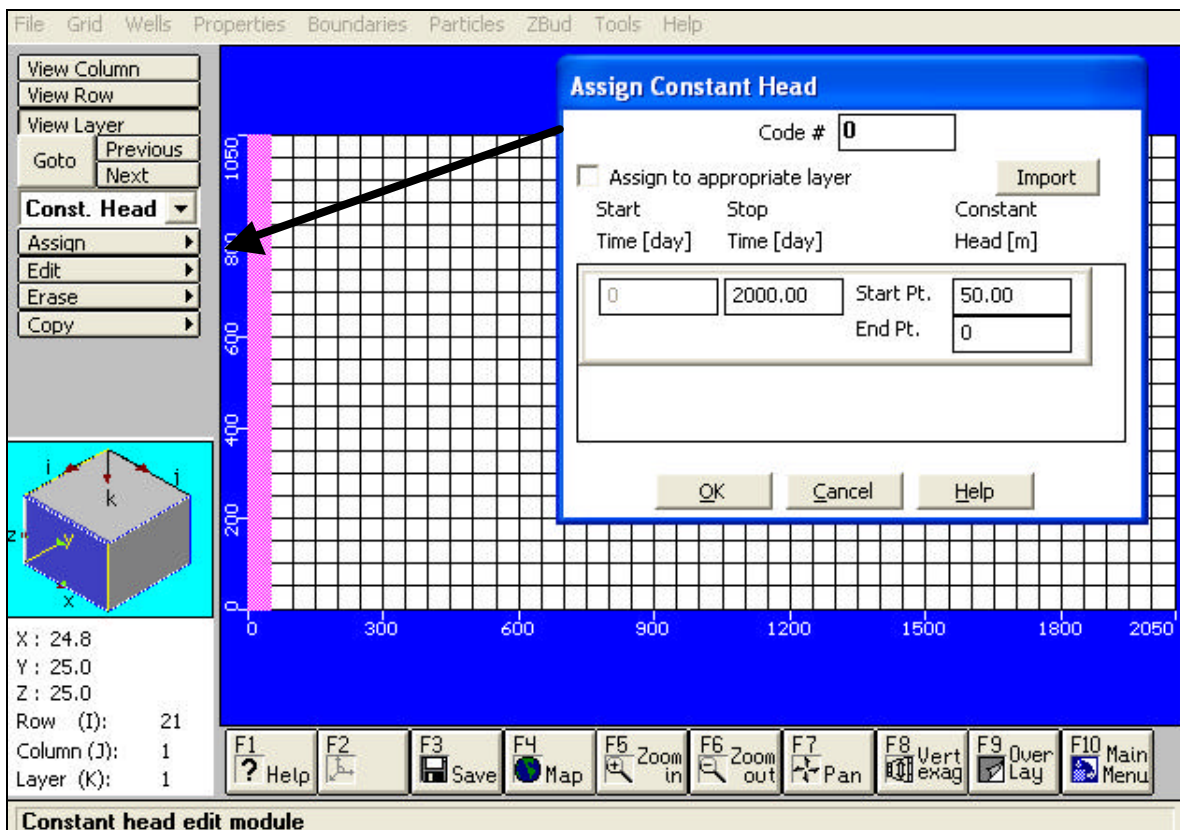 File Grid Wells Properties Boundaries Particles ZBud Tools Help
View Column
View Row
View Layer
Goto
Previous
Next
Const. Head
Assign
Edit
Erase
Copy
Assign Constant Head
Code # 0
Assign to appropriate layer
Import
Start Stop Constant
Time [day] Time [day] Head [m]
0 2000.00 Start Pt. 50.00
End Pt. 0
OK Cancel Help
1050
800
600
400
200
0
0 300 600 900 1200 1500 1800 2050
i j
k
z
y
x
X : 24.8
Y : 25.0
Z : 25.0
Row (I): 21
Column (J): 1
Layer (K): 1
F1 ? Help
F2
F3 Save
F4 Map
F5 Zoom in
F6 Zoom out
F7 Pan
F8 Vert exag
F9 Over Lay
F10 Main Menu
Constant head edit module